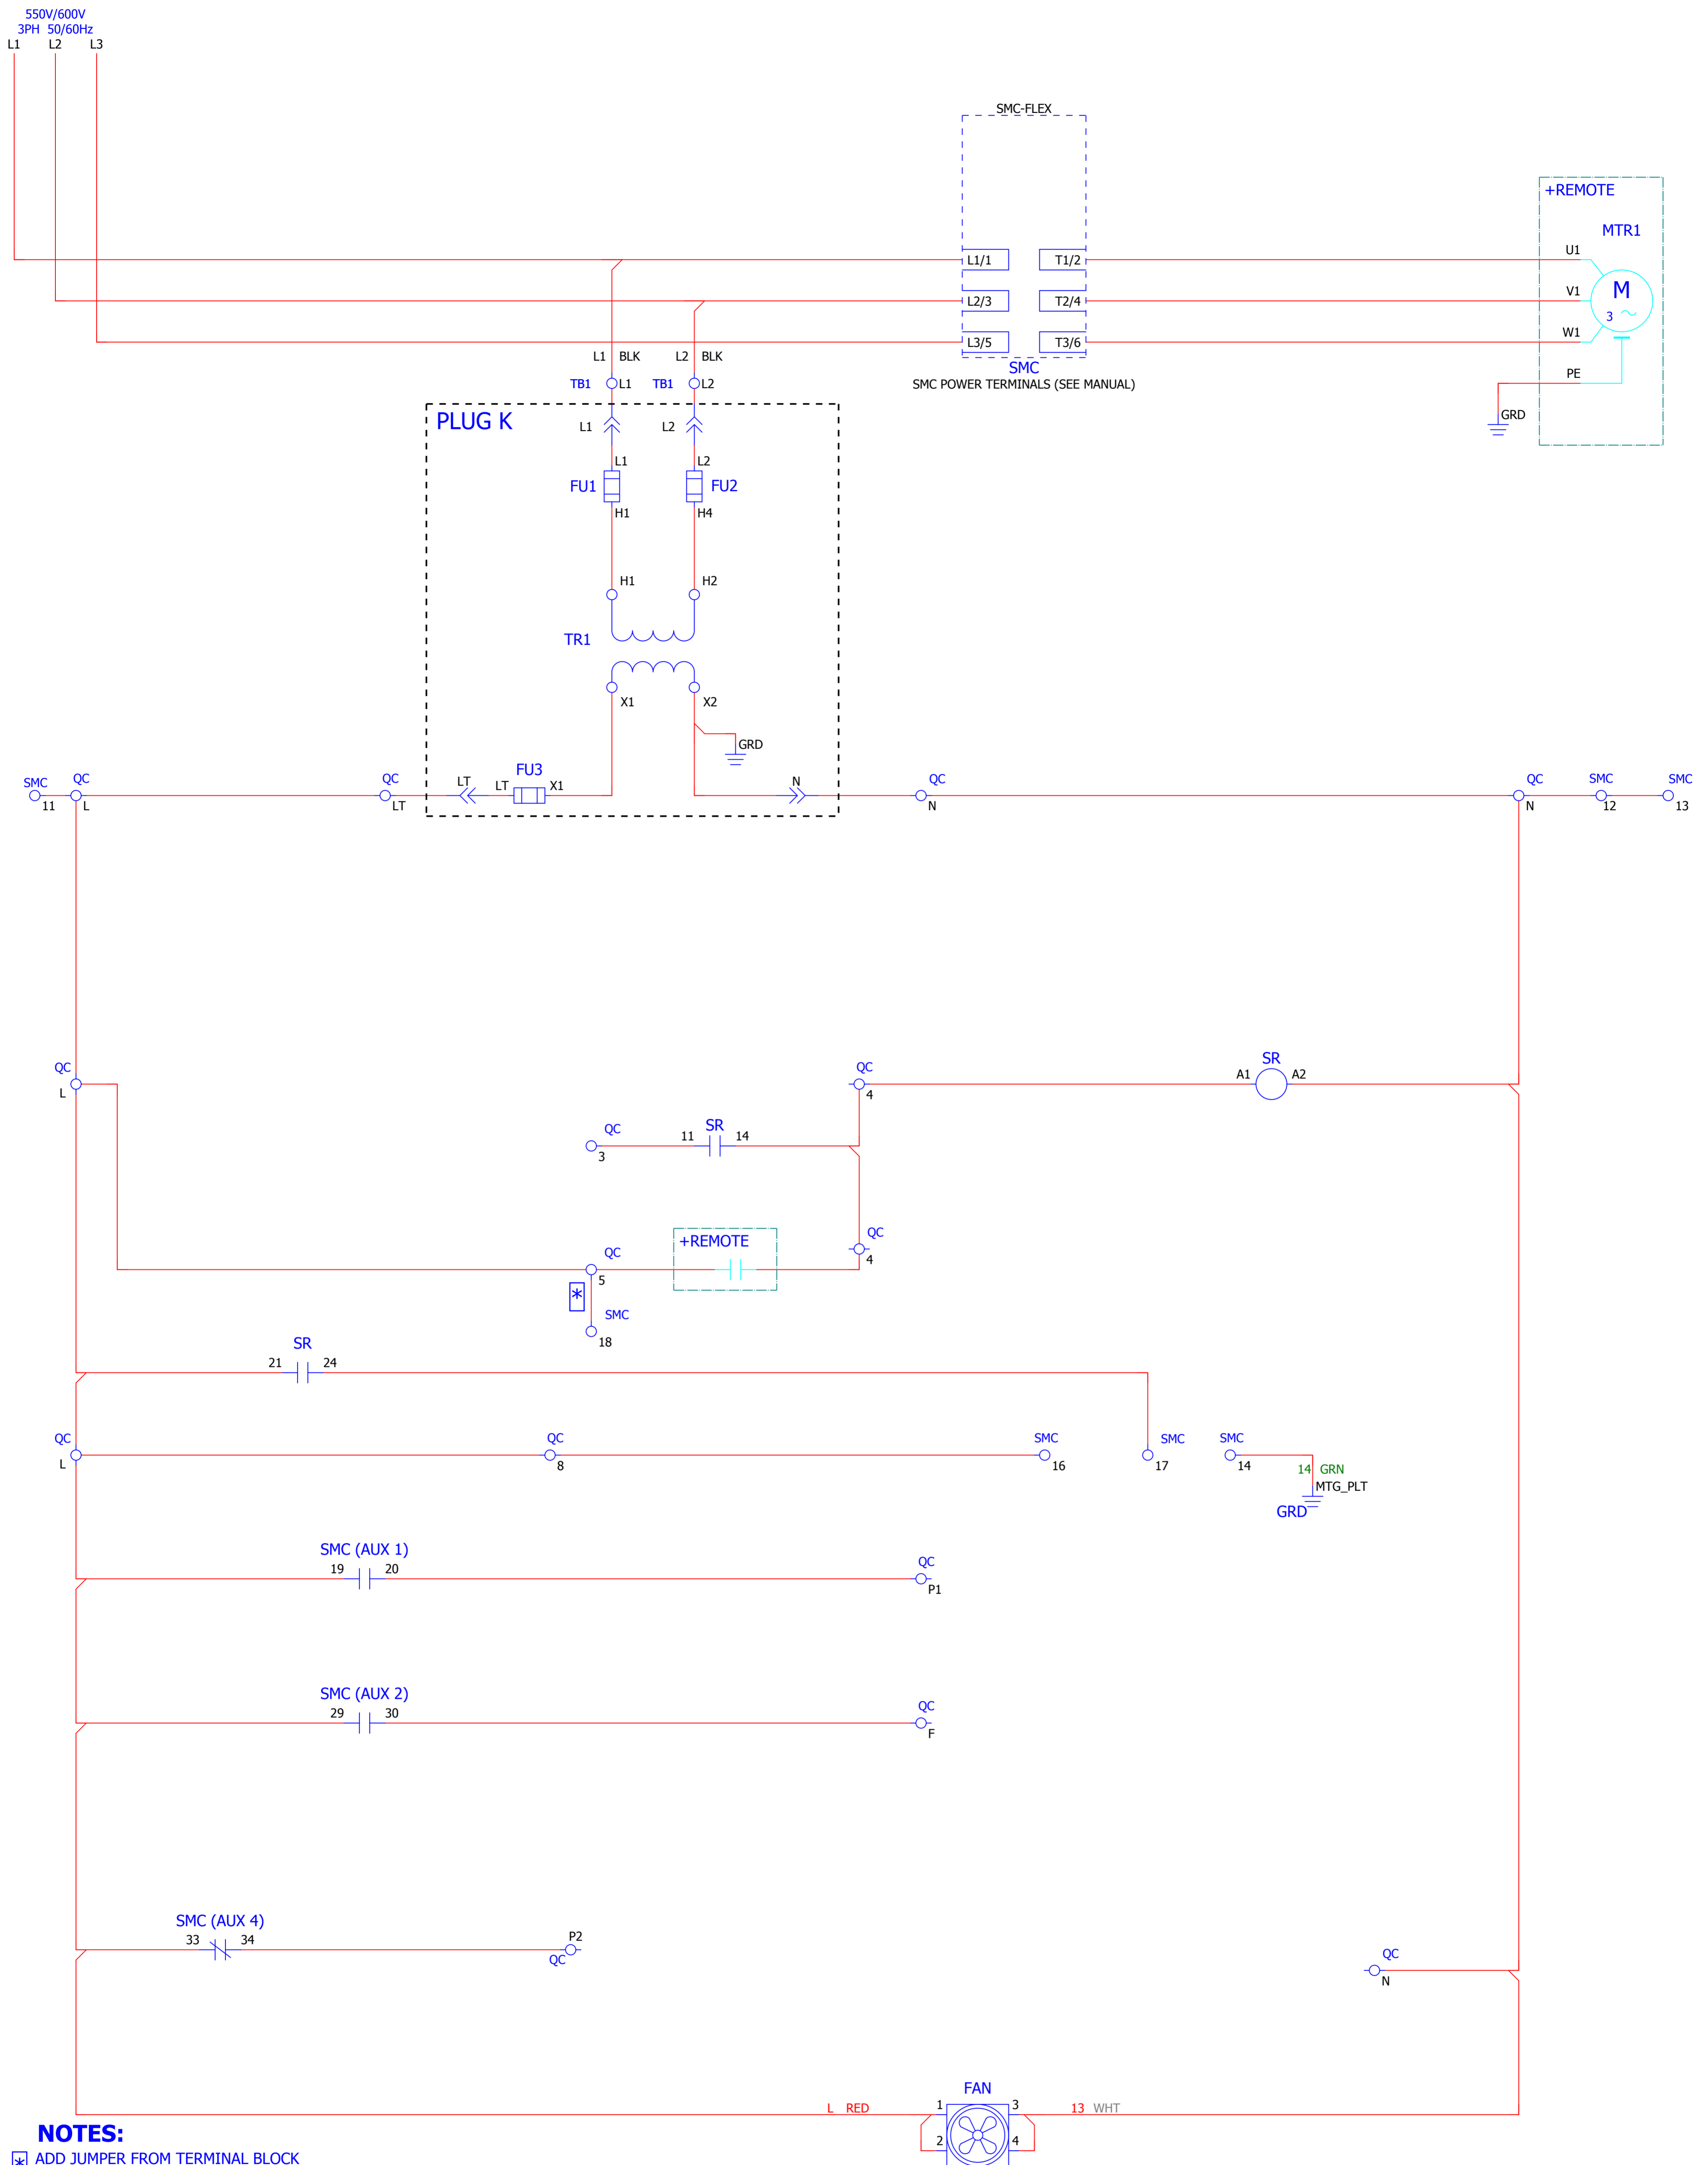 550V/600V
3PH 50/60Hz
L1 L2 L3
SMC-FLEX
+REMOTE
MTR1
U1
L1/1 T1/2
M
3
V1
L2/3 T2/4
W1
L3/5 T3/6
L1 BLK L2 BLK
SMC
SMC POWER TERMINALS (SEE MANUAL)
PE
TB1 L1 TB1 L2
GRD
PLUG K
L1 L2
L1 L2
FU1 FU2
H1 H4
H1 H2
TR1
X1 X2
GRD
FU3
SMC QC QC LT LT X1 N QC QC SMC SMC
11 L LT N N 12 13
QC QC SR
L 4 A1 A2
QC SR
3 11 14
QC
4
+REMOTE
QC
5
*
SMC
18
SR
21 24
QC QC SMC SMC SMC
L 8 16 17 14
14 GRN
MTG_PLT
GRD
SMC (AUX 1)
19 20 QC
P1
SMC (AUX 2)
29 30 QC
F
SMC (AUX 4)
33 34 P2
QC
QC
N
FAN
L RED 1 3 13 WHT
2 4
NOTES:
* ADD JUMPER FROM TERMINAL BLOCK